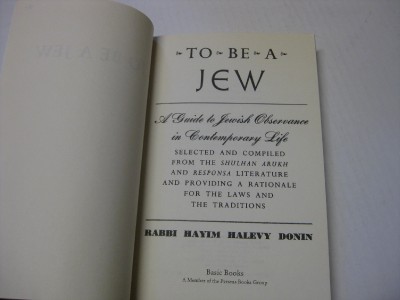 TO · BE · A
JEW
A Guide to Jewish Observance
in Contemporary Life
SELECTED AND COMPILED
FROM THE SHULHAN ARUKH
AND RESPONSA LITERATURE
AND PROVIDING A RATIONALE
FOR THE LAWS AND
THE TRADITIONS
RABBI HAYIM HALEVY DONIN
Basic Books
A Member of the Perseus Books Group